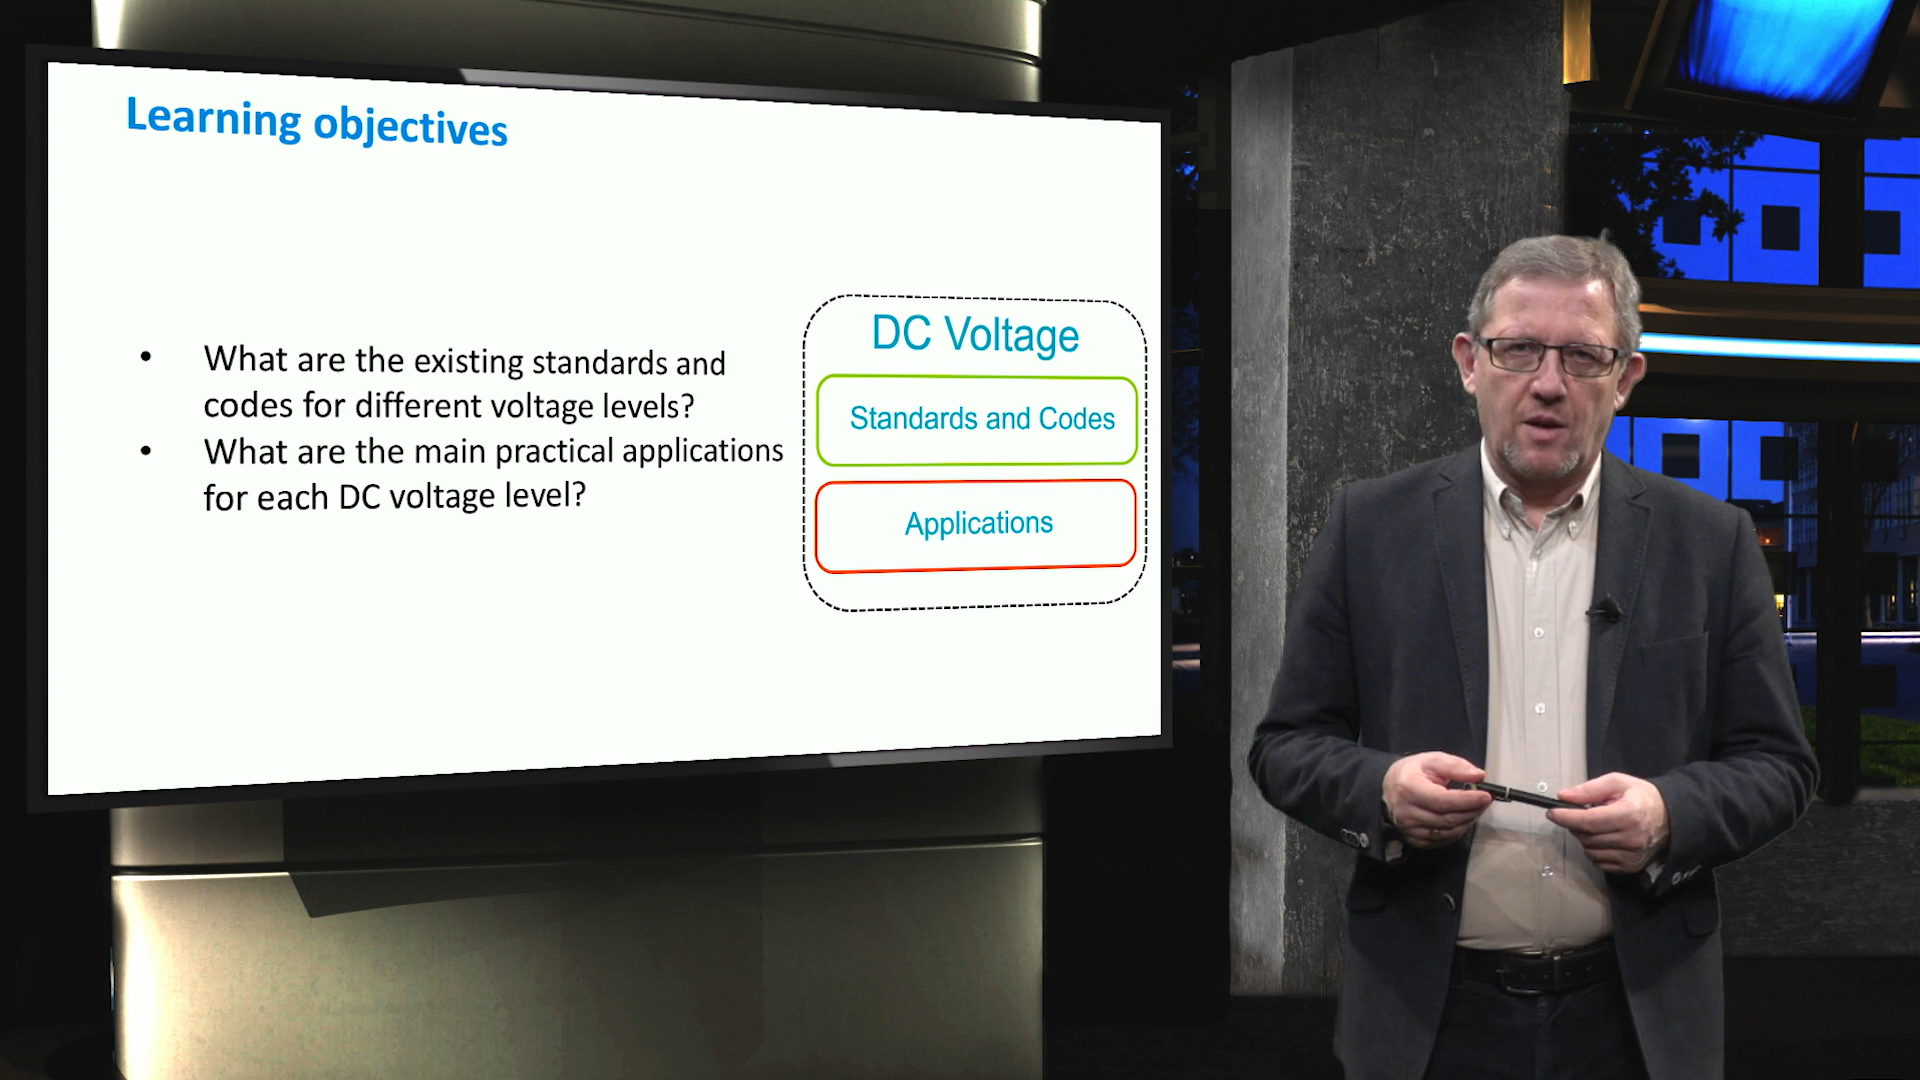 Learning objectives
• What are the existing standards and
codes for different voltage levels?
• What are the main practical applications
for each DC voltage level?
DC Voltage
Standards and Codes
Applications